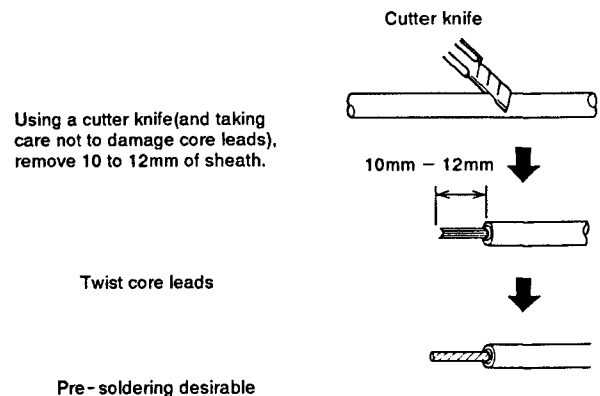 Cutter knife
Using a cutter knife(and taking
care not to damage core leads),
remove 10 to 12mm of sheath.
10mm – 12mm
Twist core leads
Pre-soldering desirable